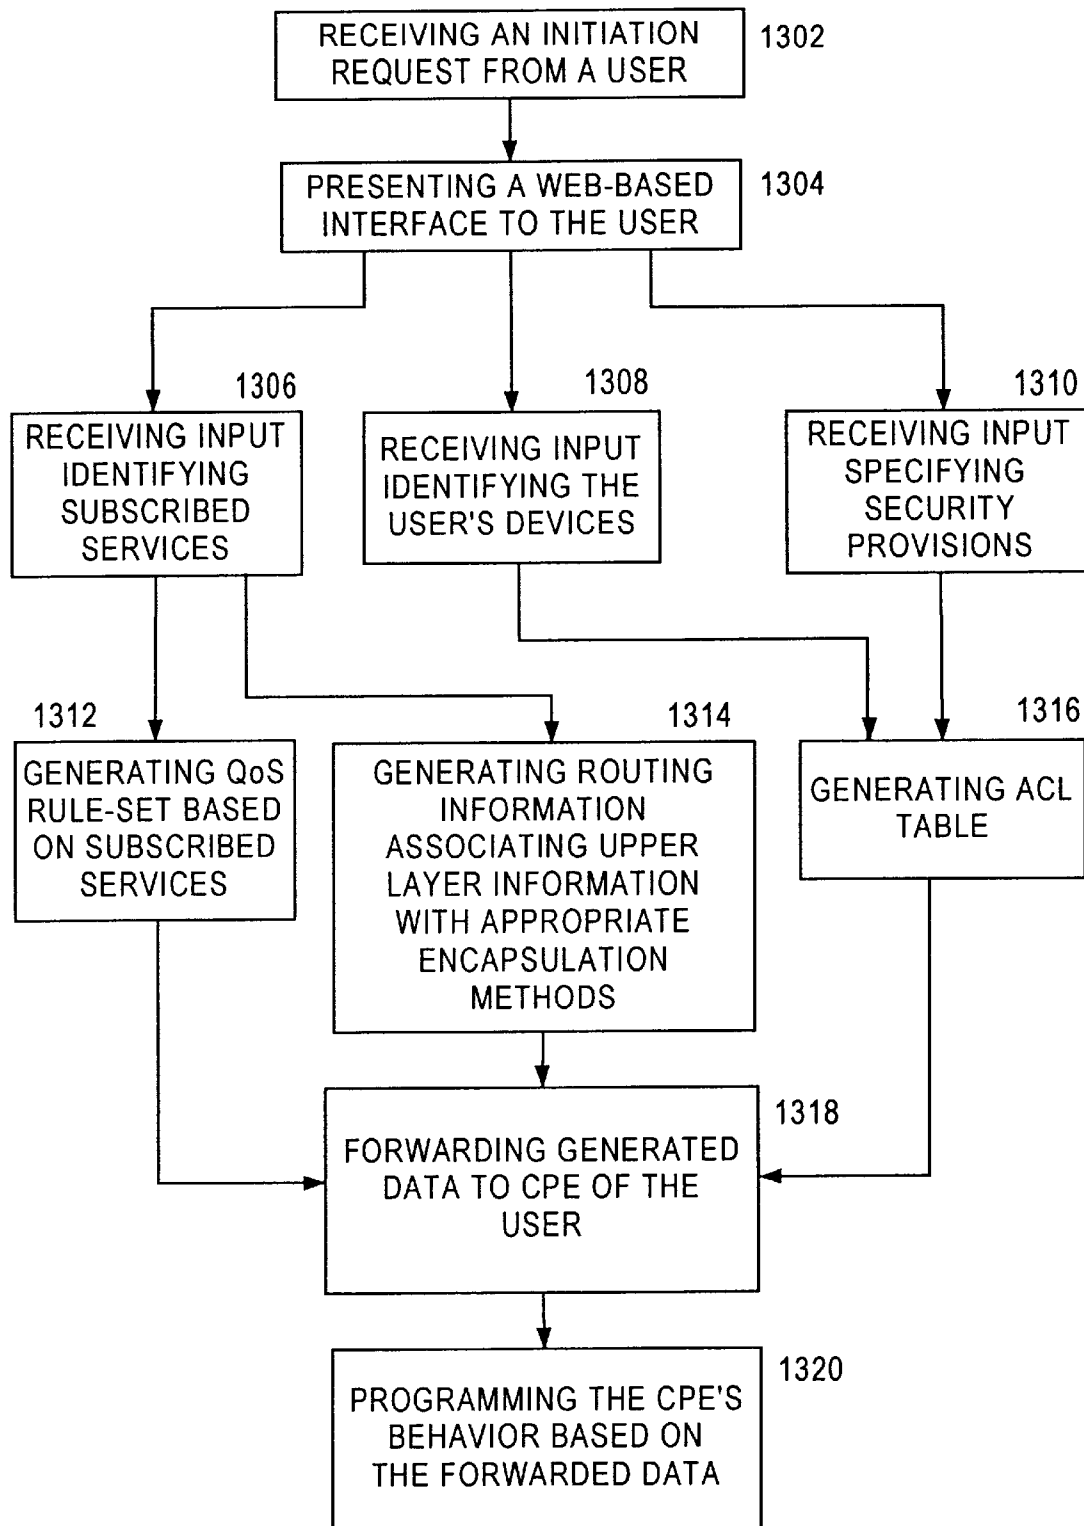 RECEIVING AN INITIATION
REQUEST FROM A USER
1302
PRESENTING A WEB-BASED
INTERFACE TO THE USER
1304
1306
RECEIVING INPUT
IDENTIFYING
SUBSCRIBED
SERVICES
1308
RECEIVING INPUT
IDENTIFYING THE
USER'S DEVICES
1310
RECEIVING INPUT
SPECIFYING
SECURITY
PROVISIONS
1312
GENERATING QoS
RULE-SET BASED
ON SUBSCRIBED
SERVICES
1314
GENERATING ROUTING
INFORMATION
ASSOCIATING UPPER
LAYER INFORMATION
WITH APPROPRIATE
ENCAPSULATION
METHODS
1316
GENERATING ACL
TABLE
1318
FORWARDING GENERATED
DATA TO CPE OF THE
USER
1320
PROGRAMMING THE CPE'S
BEHAVIOR BASED ON
THE FORWARDED DATA